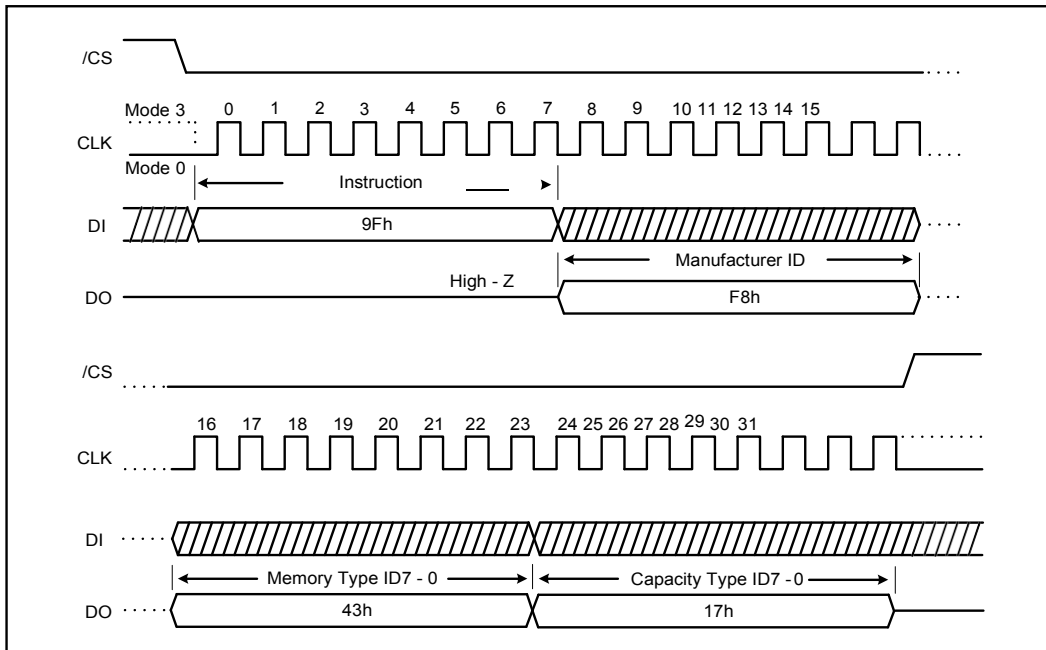 /CS
Mode 3 0 1 2 3 4 5 6 7 8 9 10 11 12 13 14 15
CLK
Mode 0
Instruction
DI 9Fh
Manufacturer ID
High - Z
DO F8h
/CS
16 17 18 19 20 21 22 23 24 25 26 27 28 29 30 31
CLK
DI
Memory Type ID7 - 0 Capacity Type ID7 - 0
DO 43h 17h